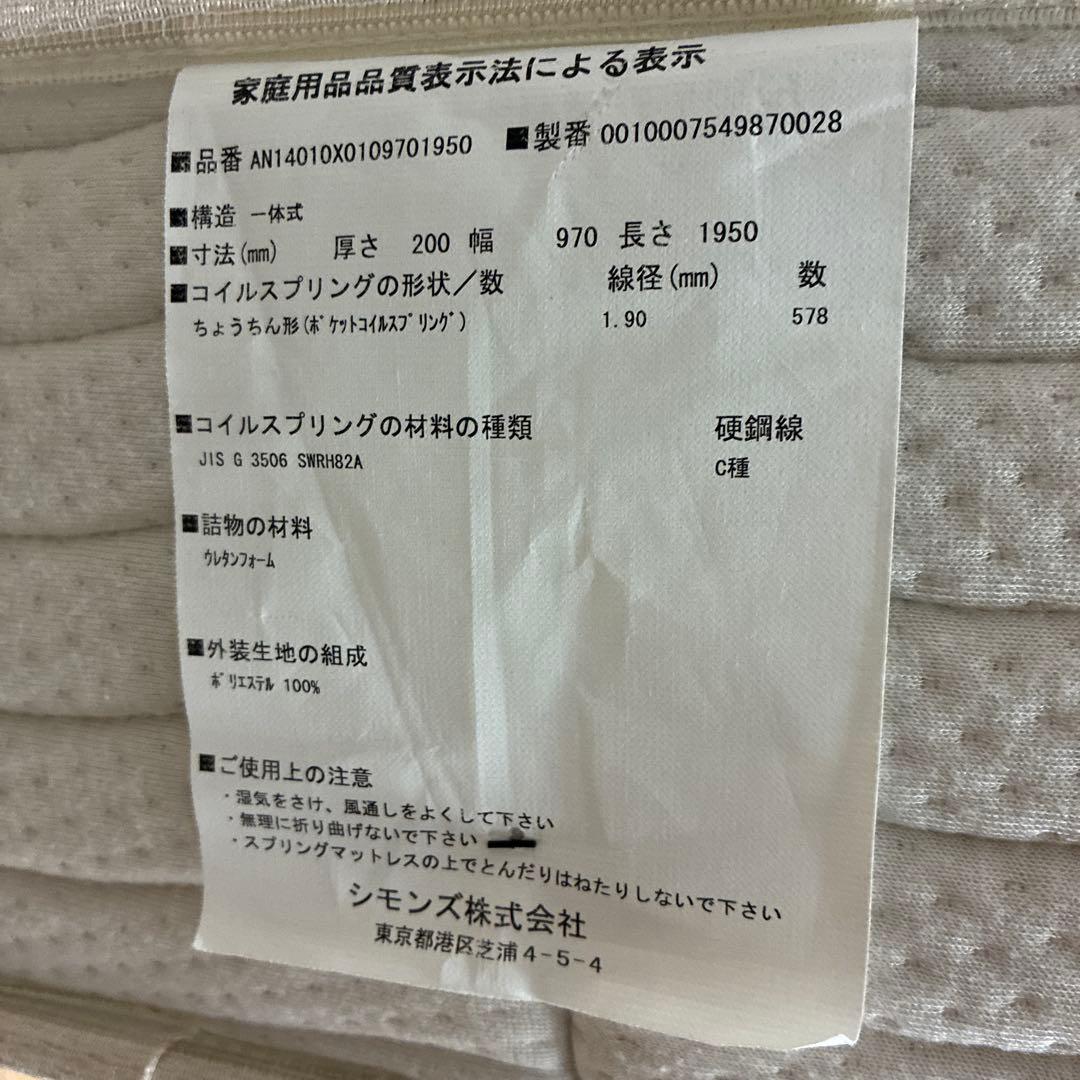 家庭用品品質表示法による表示
■品番 AN14010X0109701950 ■製番 0010007549870028
■構造 一体式
■寸法(mm) 厚さ 200 幅 970 長さ 1950
■コイルスプリングの形状/数 線径(mm) 数
ちょうちん形(ﾎﾟｹｯﾄｺｲﾙｽﾌﾟﾘﾝｸﾞ) 1.90 578
■コイルスプリングの材料の種類 硬鋼線
JIS G 3506 SWRH82A C種
■詰物の材料
ｳﾚﾀﾝﾌｫｰﾑ
■外装生地の組成
ﾎﾟﾘｴｽﾃﾙ 100%
■ご使用上の注意
・湿気をさけ、風通しをよくして下さい
・無理に折り曲げないで下さい
・スプリングマットレスの上でとんだりはねたりしないで下さい
シモンズ株式会社
東京都港区芝浦4-5-4